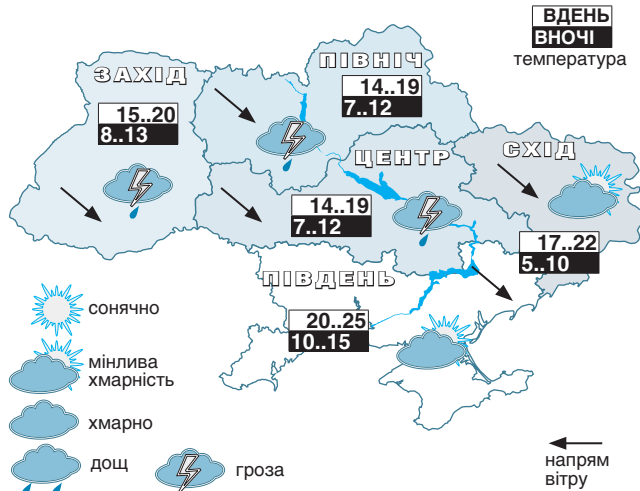 ВДЕНЬ
ВНОЧІ
температура
ЗАХІД
15..20
8..13
ПІВНІЧ
14..19
7..12
ЦЕНТР
14..19
7..12
СХІД
17..22
5..10
ПІВДЕНЬ
20..25
10..15
сонячно
мінлива
хмарність
хмарно
дощ
гроза
напрям
вітру